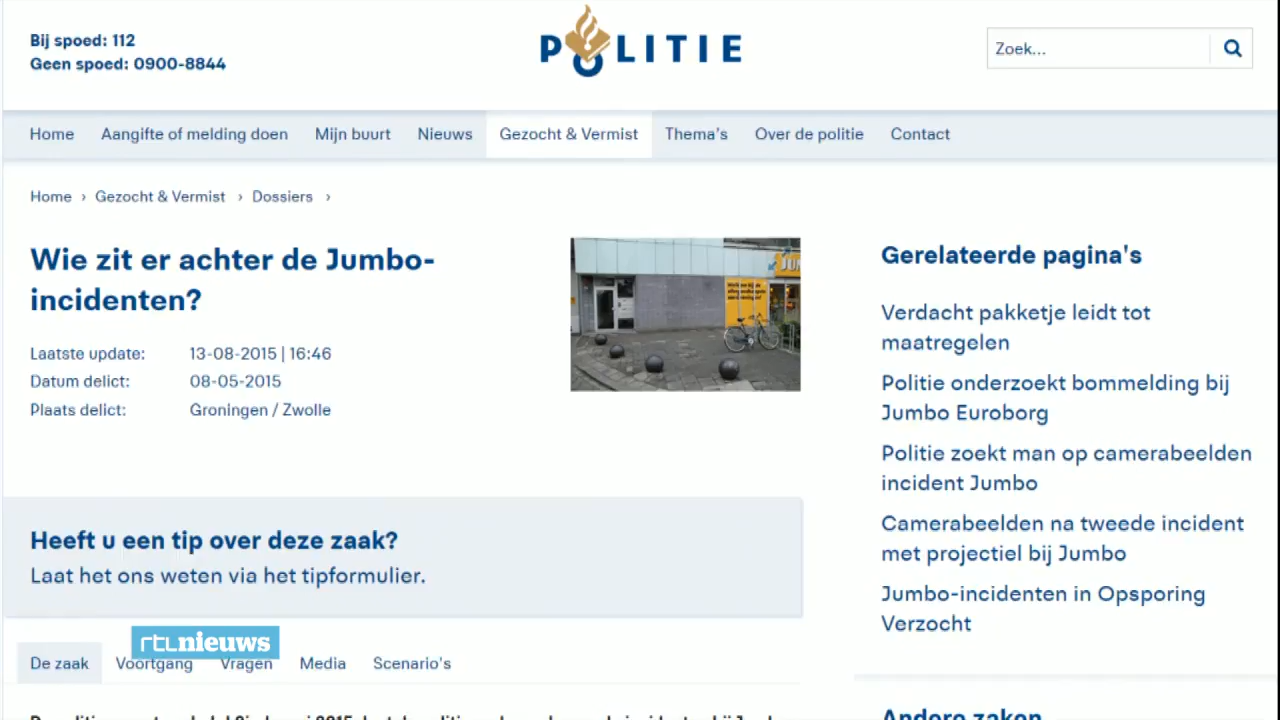 Bij spoed: 112
Geen spoed: 0900-8844
POLITIE
Zoek...
Home Aangifte of melding doen Mijn buurt Nieuws Gezocht & Vermist Thema's Over de politie Contact
Home › Gezocht & Vermist › Dossiers ›
Wie zit er achter de Jumbo-
incidenten?
Laatste update: 13-08-2015 | 16:46
Datum delict: 08-05-2015
Plaats delict: Groningen / Zwolle
JUM
Heeft u een tip over deze zaak?
Laat het ons weten via het tipformulier.
rtlnieuws
De zaak Voortgang Vragen Media Scenario's
Gerelateerde pagina's
Verdacht pakketje leidt tot
maatregelen
Politie onderzoekt bommelding bij
Jumbo Euroborg
Politie zoekt man op camerabeelden
incident Jumbo
Camerabeelden na tweede incident
met projectiel bij Jumbo
Jumbo-incidenten in Opsporing
Verzocht
Andere zaken